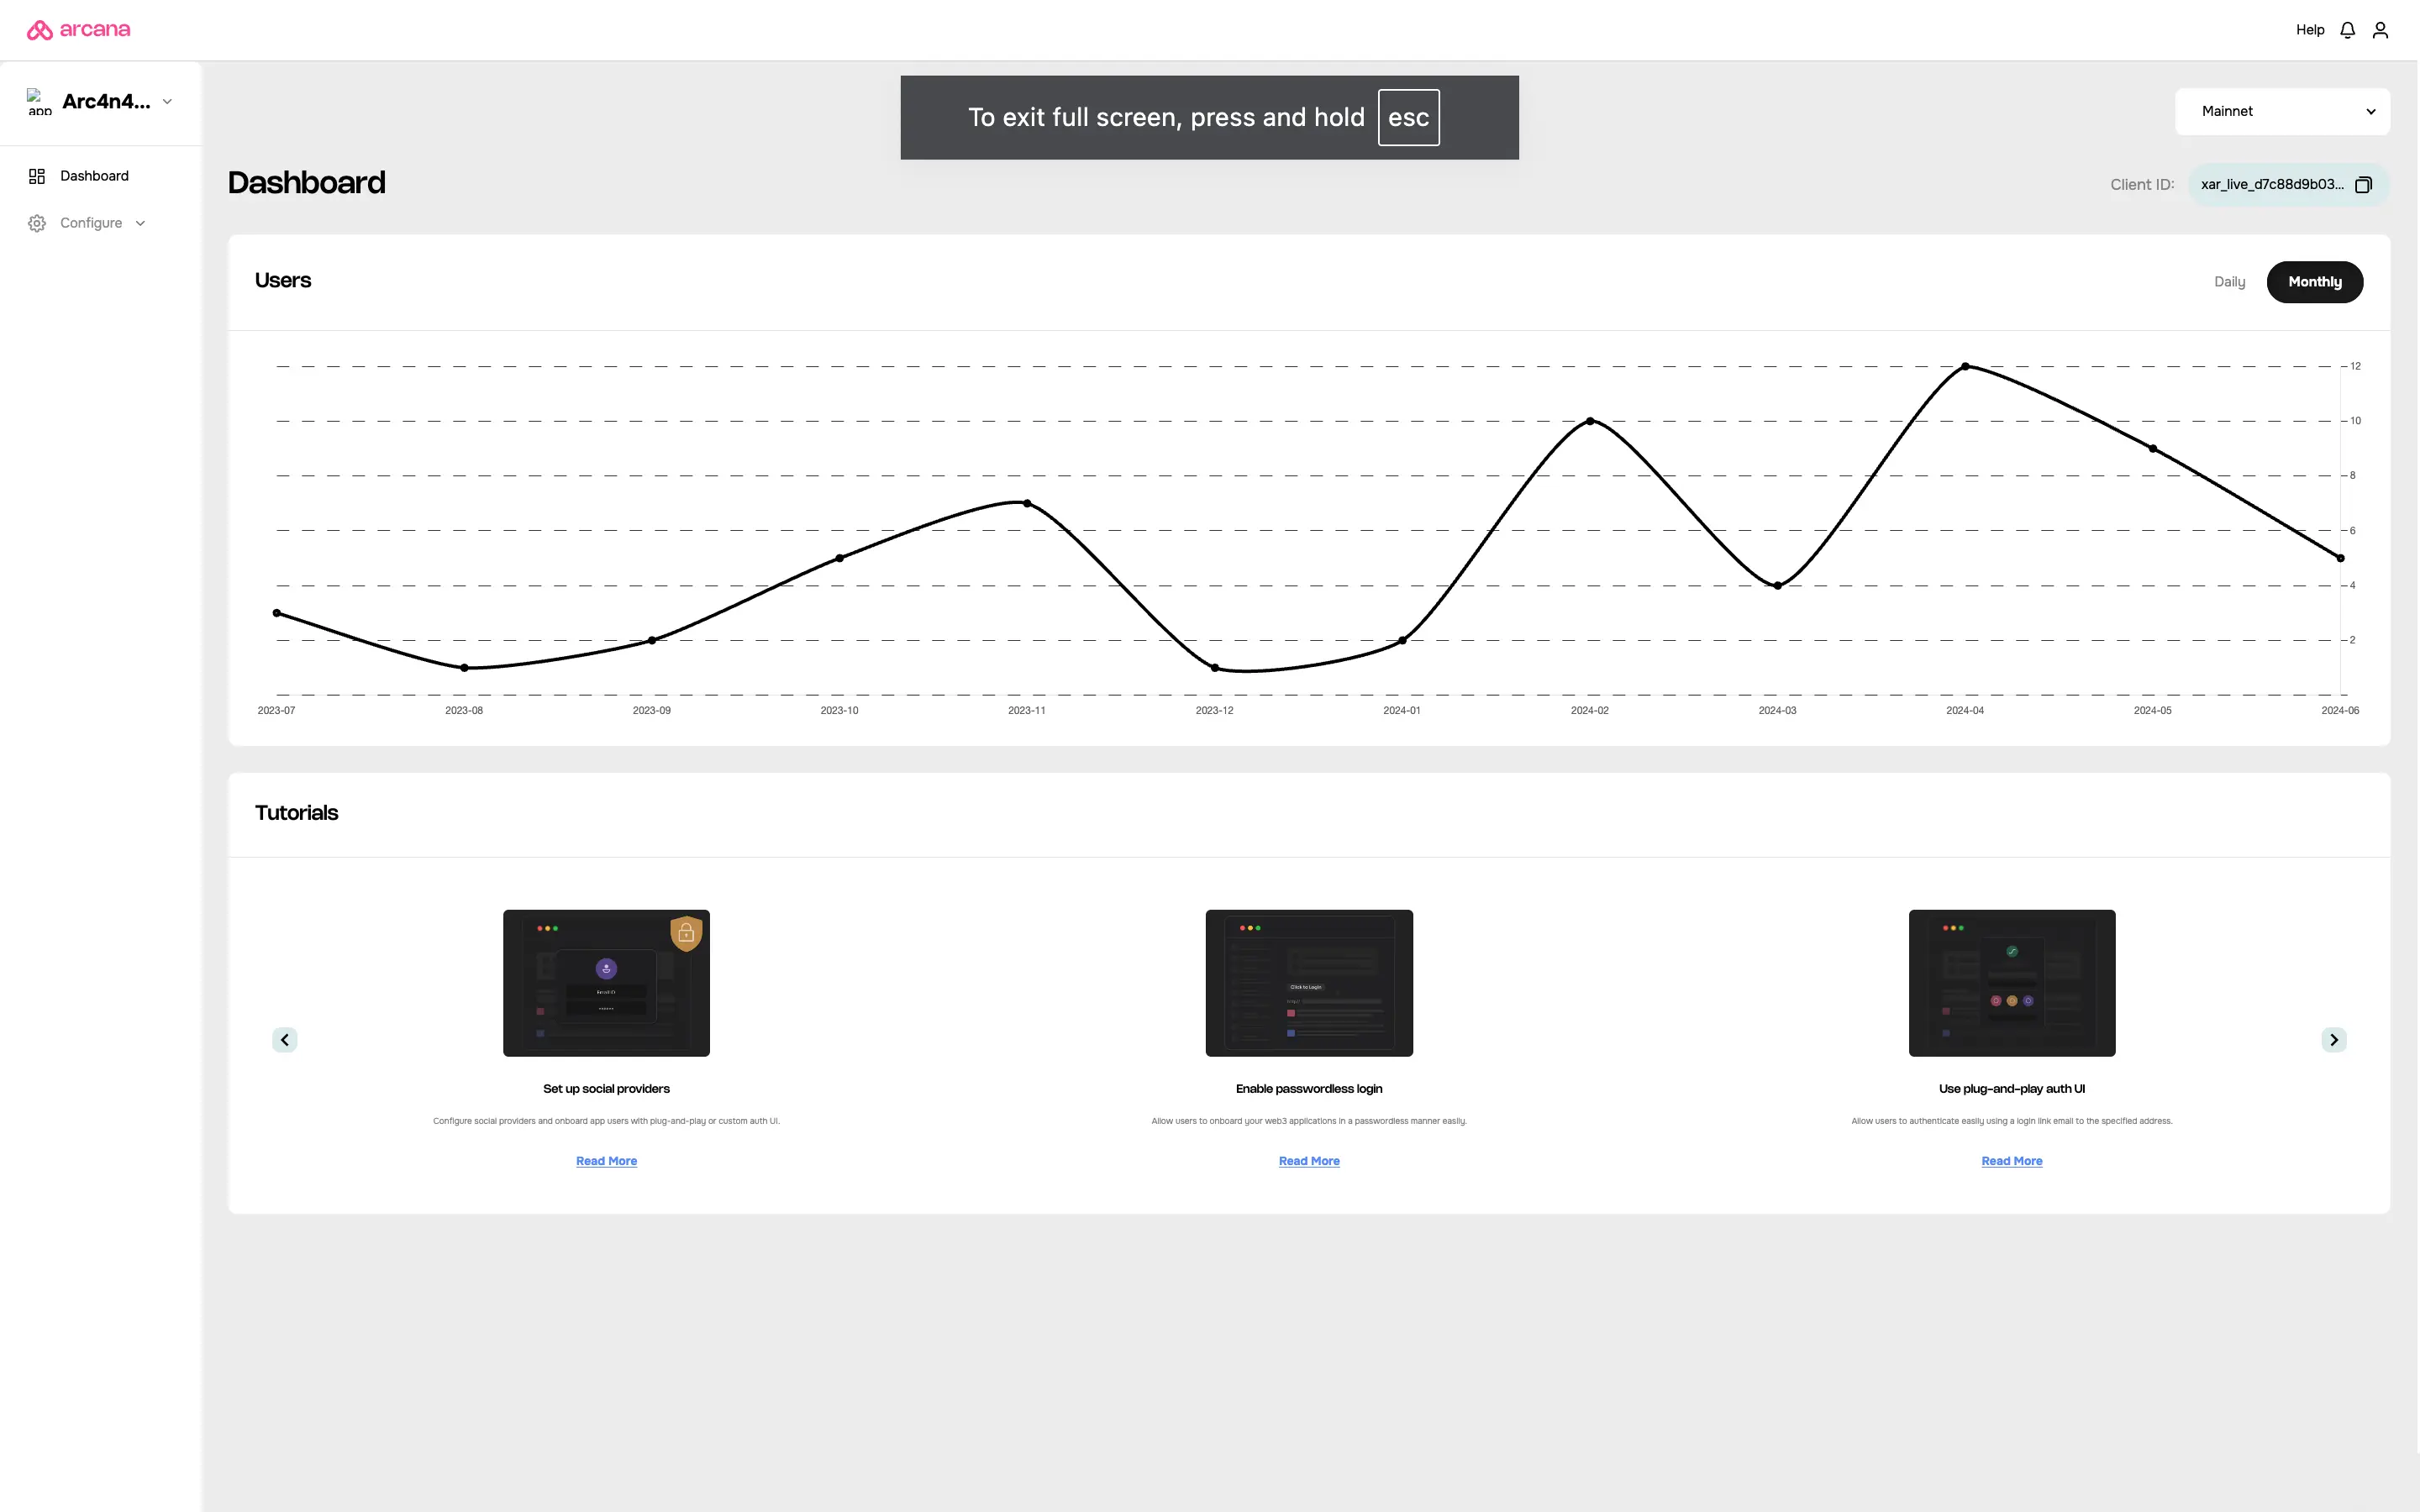 arcana
Help
app
Arc4n4...
To exit full screen, press and hold esc
Mainnet
Dashboard
Configure
Dashboard
Client ID:
xar_live_d7c88d9b03...
Users
Daily
Monthly
12
10
8
6
4
2
2023-07 2023-08 2023-09 2023-10 2023-11 2023-12 2024-01 2024-02 2024-03 2024-04 2024-05 2024-06
Tutorials
Click to Login
Set up social providers
Configure social providers and onboard app users with plug-and-play or custom auth UI.
Read More
Enable passwordless login
Allow users to onboard your web3 applications in a passwordless manner easily.
Read More
Use plug-and-play auth UI
Allow users to authenticate easily using a login link email to the specified address.
Read More